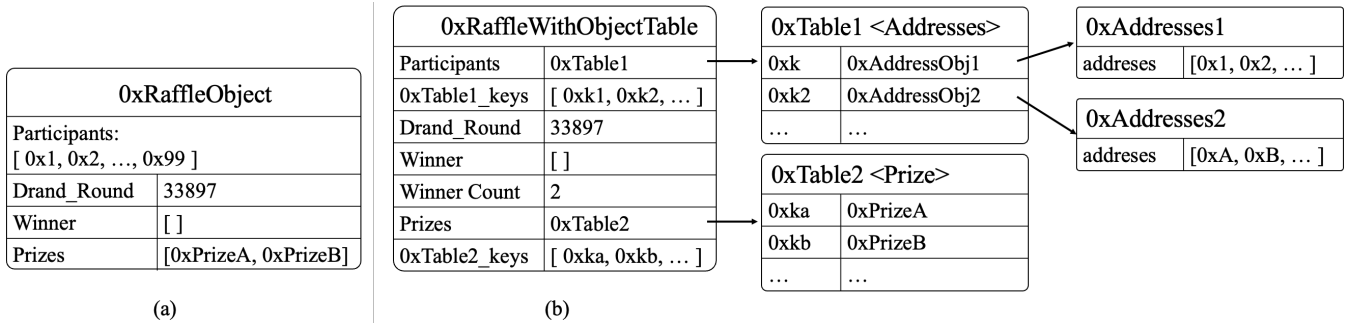 0xRaffleObject
Participants:
[ 0x1, 0x2, …, 0x99 ]
Drand_Round 33897
Winner [ ]
Prizes [0xPrizeA, 0xPrizeB]
(a)
0xRaffleWithObjectTable
Participants 0xTable1
0xTable1_keys [ 0xk1, 0xk2, … ]
Drand_Round 33897
Winner [ ]
Winner Count 2
Prizes 0xTable2
0xTable2_keys [ 0xka, 0xkb, … ]
0xTable1 <Addresses>
0xk 0xAddressObj1
0xk2 0xAddressObj2
… …
0xTable2 <Prize>
0xka 0xPrizeA
0xkb 0xPrizeB
… …
0xAddresses1
addreses [0x1, 0x2, … ]
0xAddresses2
addreses [0xA, 0xB, … ]
(b)